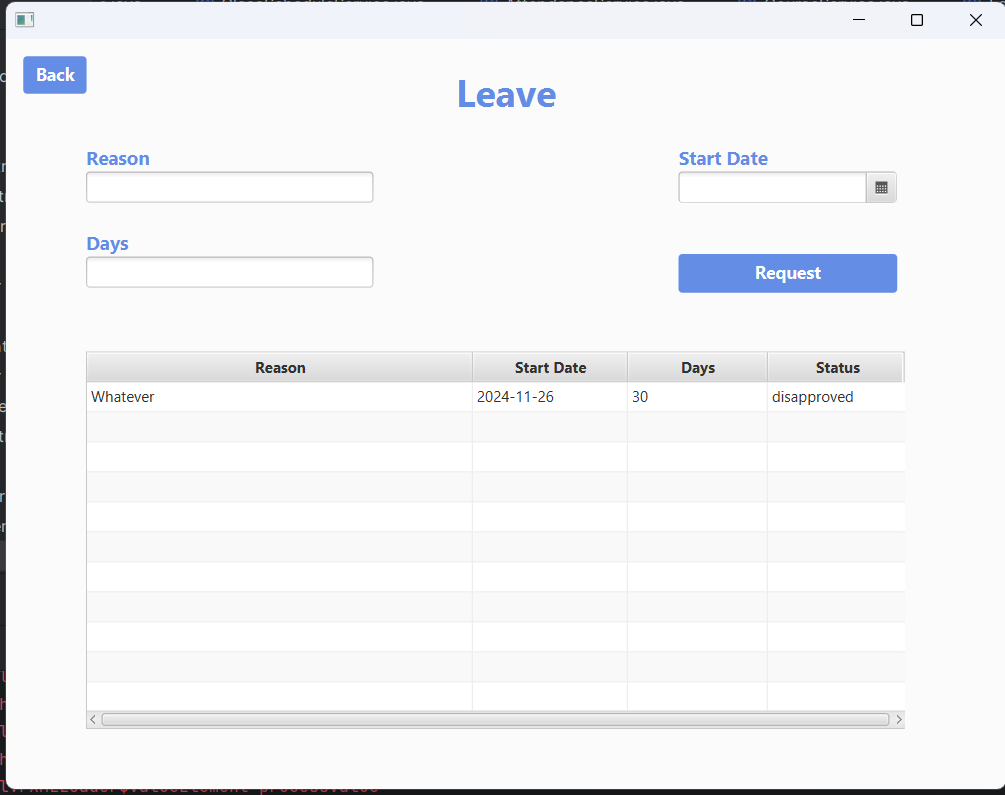 Back
Leave
Reason
Start Date
Days
Request
Reason Start Date Days Status
Whatever 2024-11-26 30 disapproved